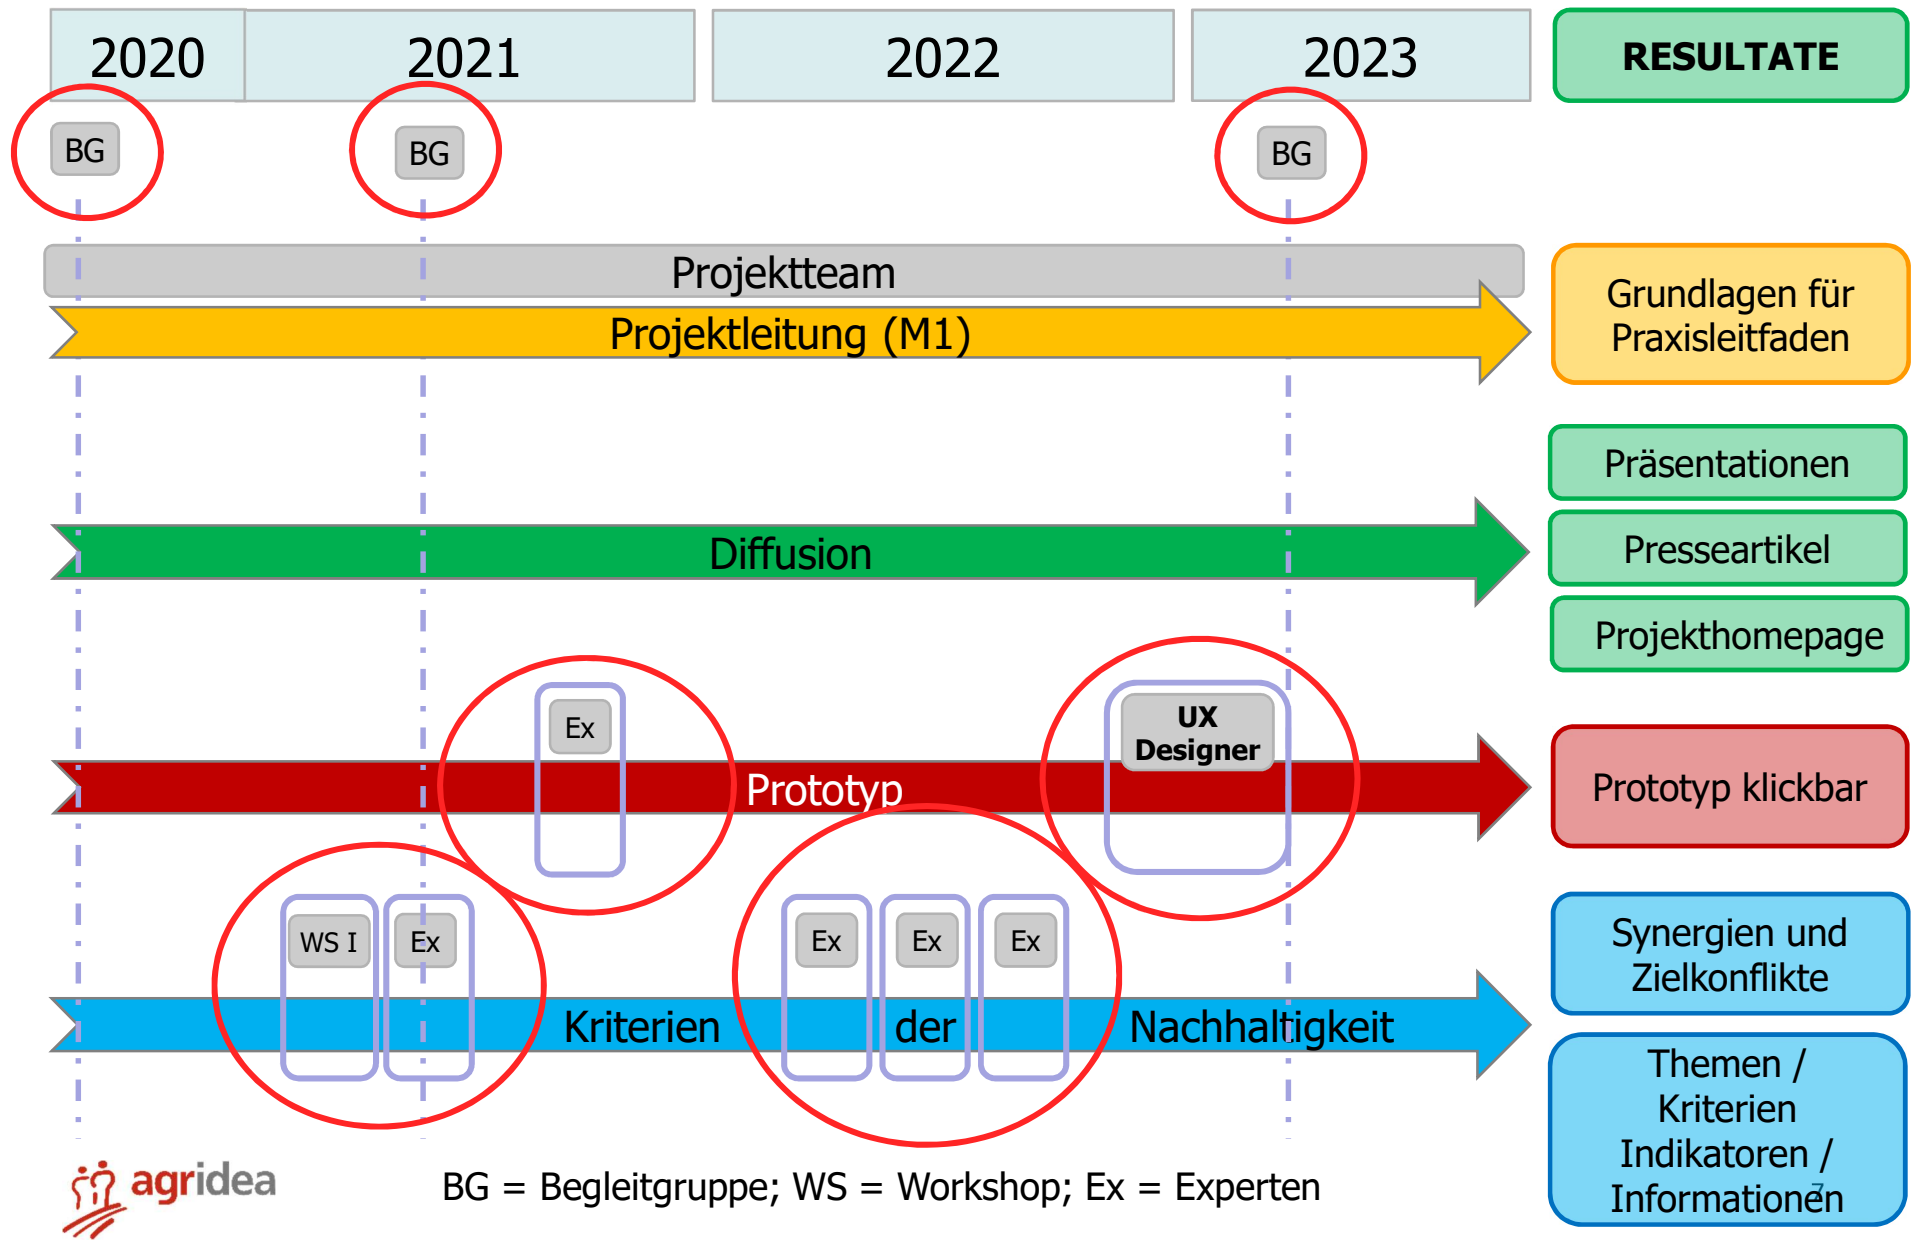 2020 2021 2022 2023 RESULTATE
BG BG BG
Projektteam
Projektleitung (M1)
Grundlagen für
Praxisleitfaden
Präsentationen
Diffusion
Presseartikel
Projekthomepage
Ex
UX
Designer
Prototyp
Prototyp klickbar
WS I Ex Ex Ex Ex
Synergien und
Zielkonflikte
Kriterien der Nachhaltigkeit
Themen /
Kriterien
Indikatoren /
Informationen
7
agridea
BG = Begleitgruppe; WS = Workshop; Ex = Experten